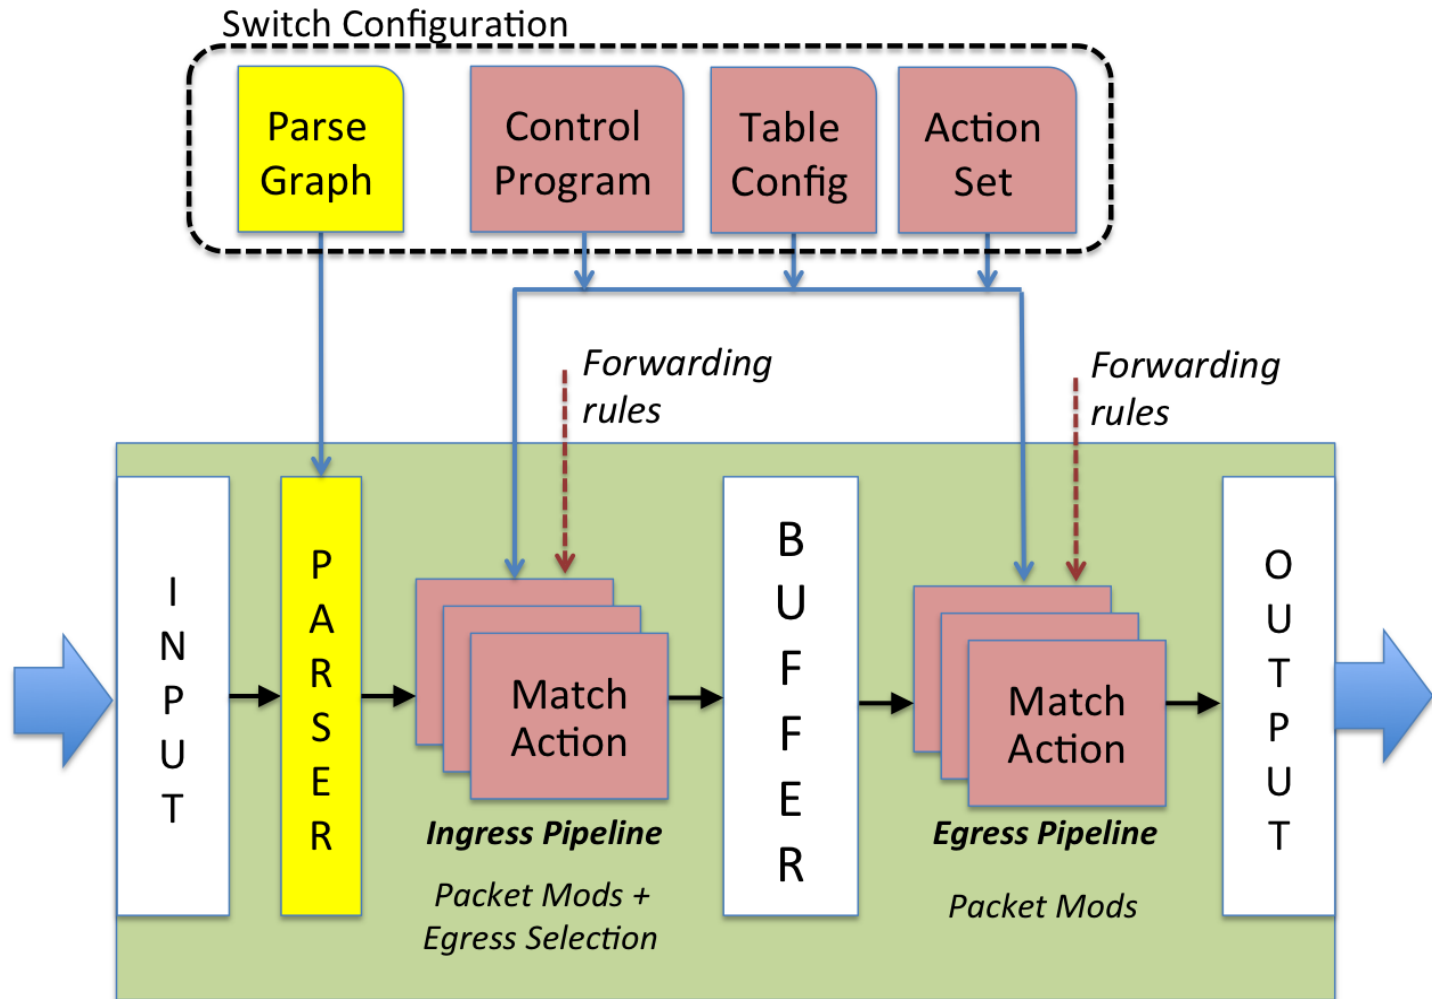 Switch Configuration
Parse
Graph
Control
Program
Table
Config
Action
Set
Forwarding
rules
Forwarding
rules
INPUT
PARSER
Match
Action
Ingress Pipeline
Packet Mods +
Egress Selection
BUFFER
Match
Action
Egress Pipeline
Packet Mods
OUTPUT